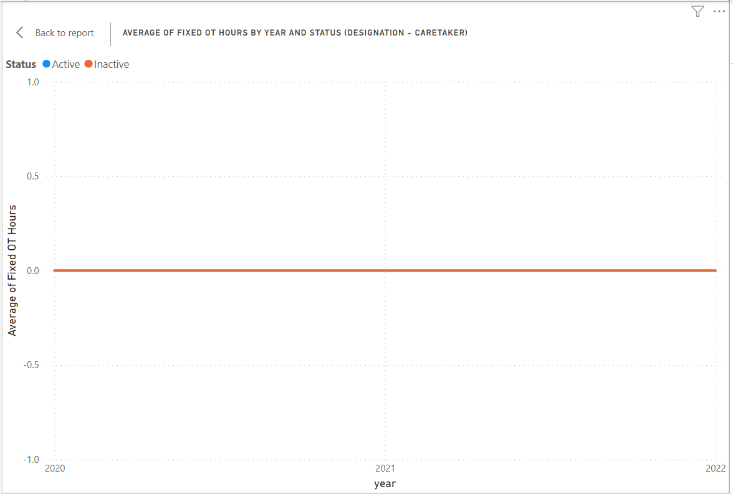 Back to report
AVERAGE OF FIXED OT HOURS BY YEAR AND STATUS (DESIGNATION - CARETAKER)
Status Active Inactive
1.0
0.5
0.0
-0.5
-1.0
Average of Fixed OT Hours
2020 2021 2022
year